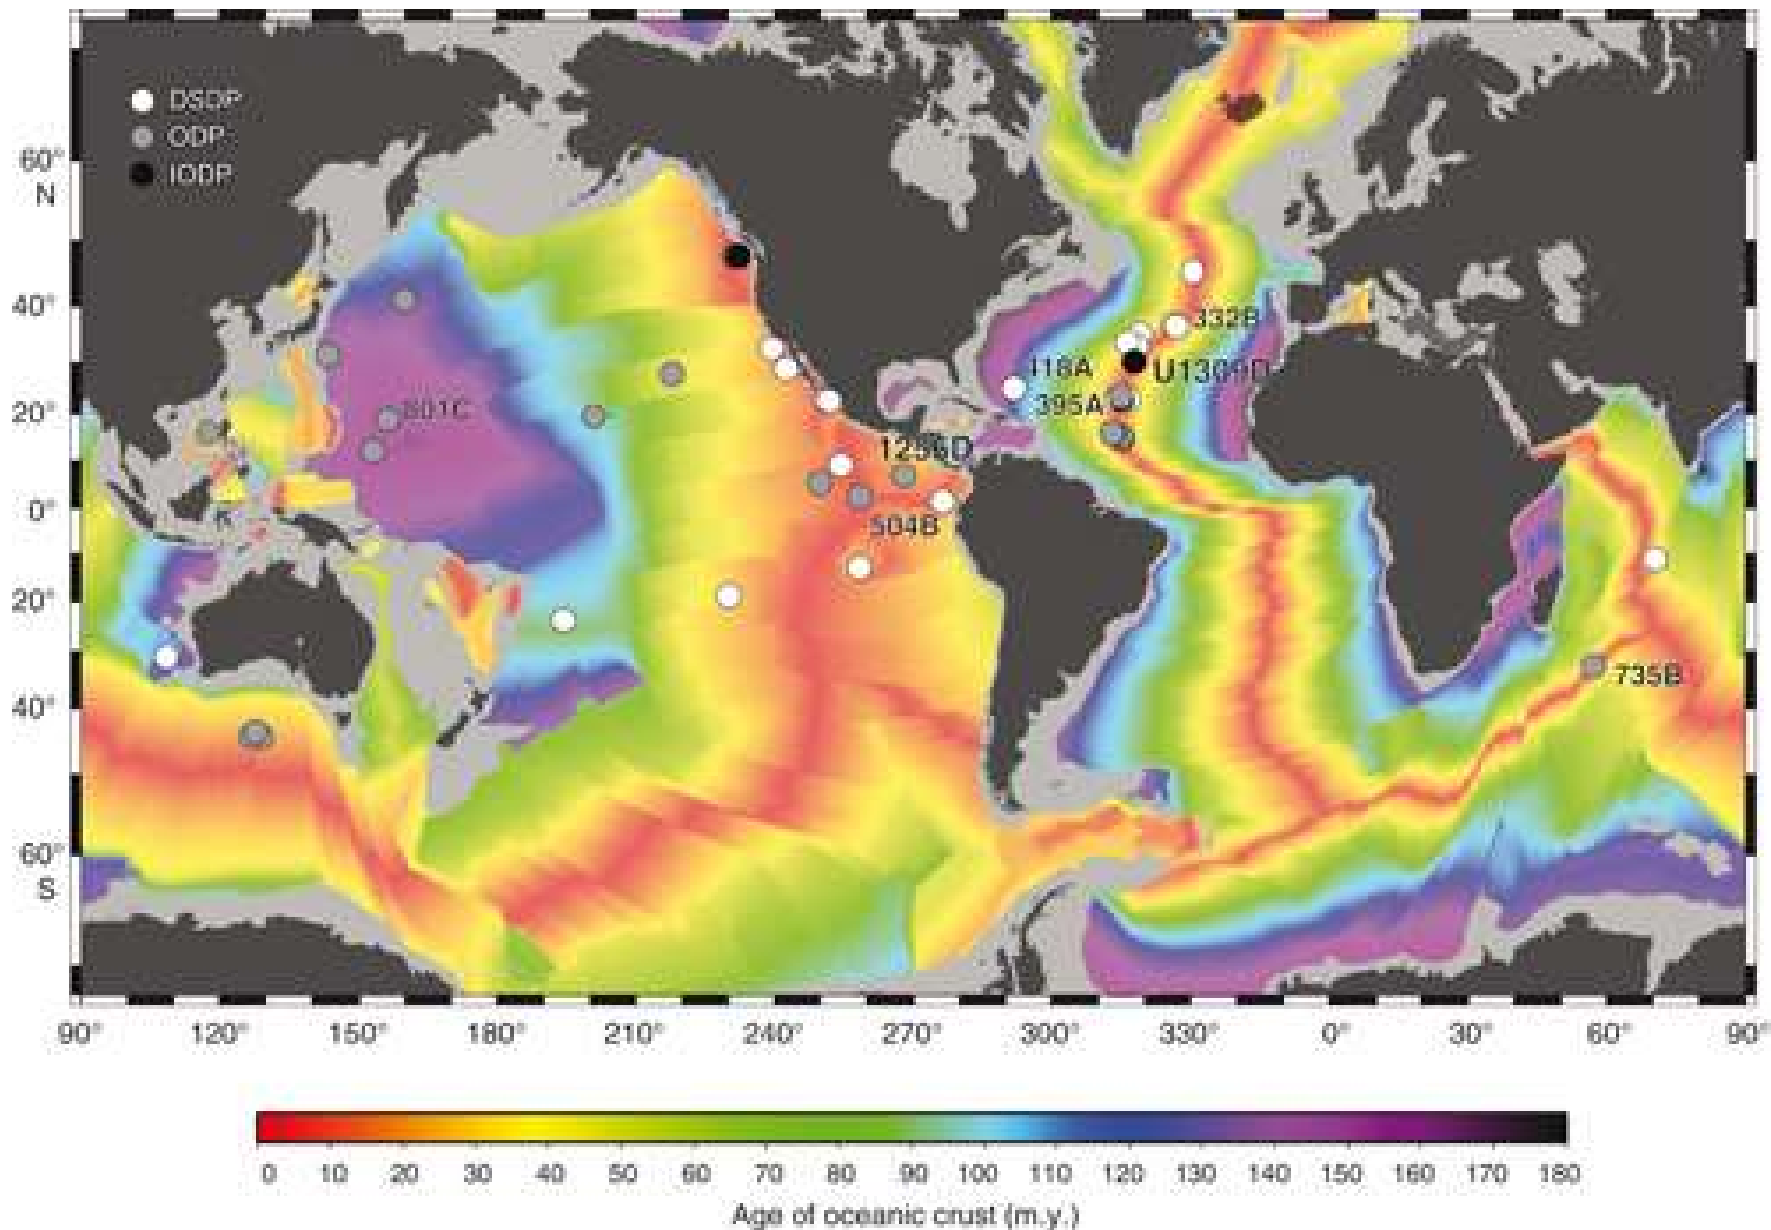 DSDP
ODP
IODP
60°
N
40°
20°
0°
20°
40°
60°
S
332B
418A
U1309D
395A
801C
1256D
504B
735B
90° 120° 150° 180° 210° 240° 270° 300° 330° 0° 30° 60° 90°
0 10 20 30 40 50 60 70 80 90 100 110 120 130 140 150 160 170 180
Age of oceanic crust (m.y.)